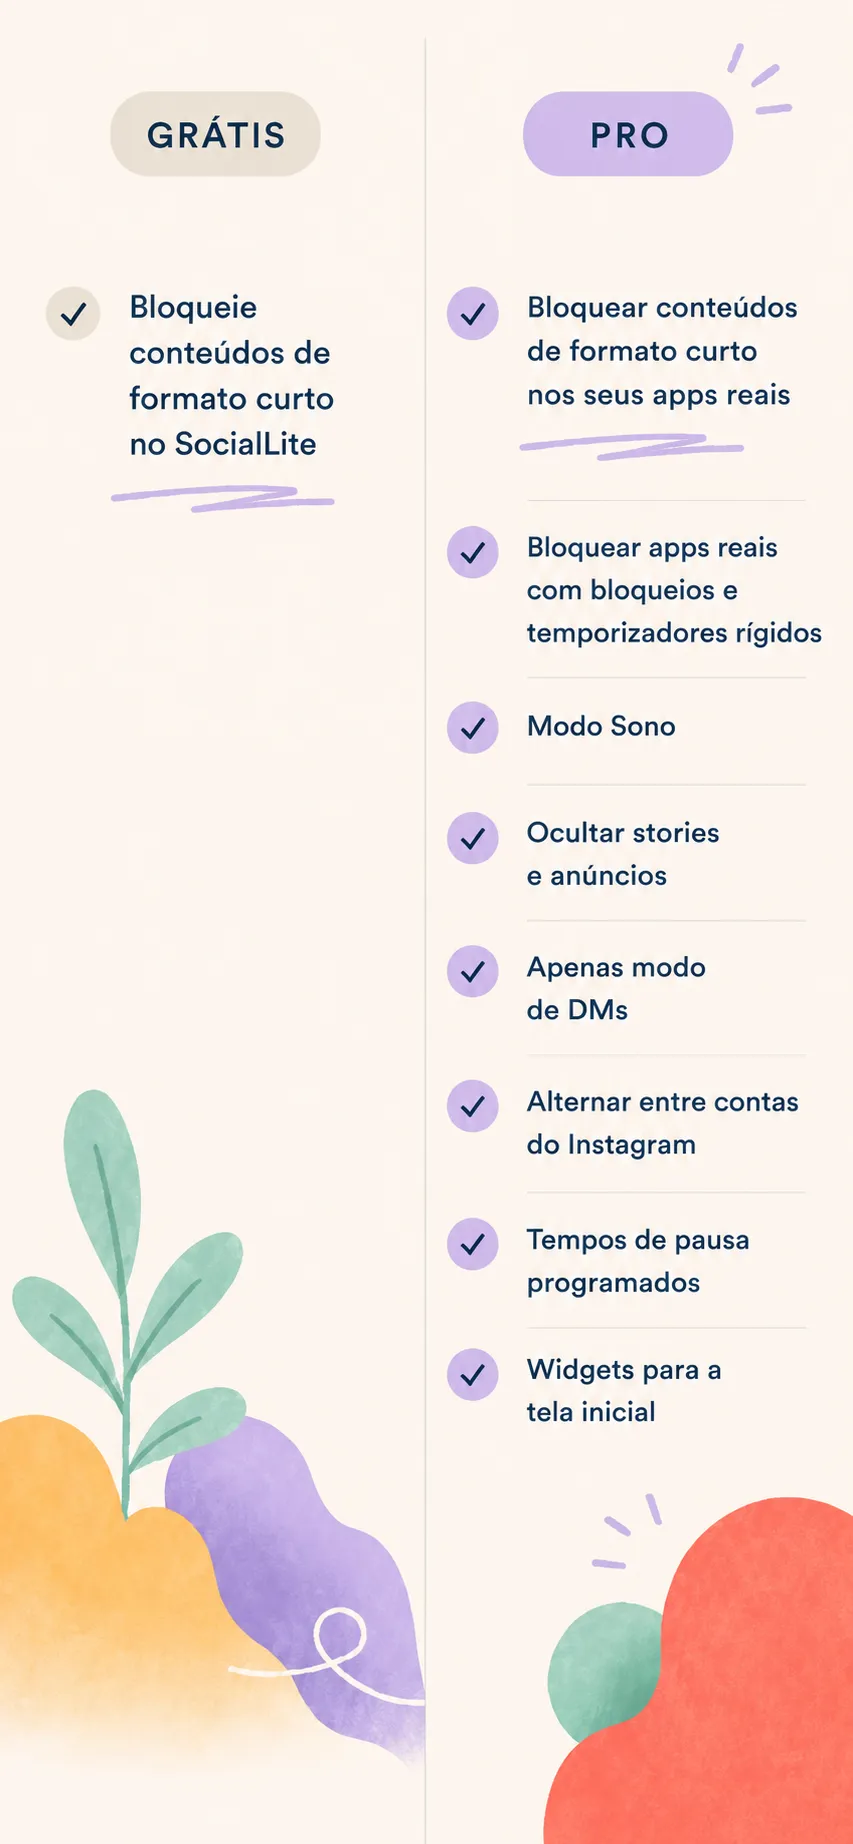 GRÁTIS
Bloqueie
conteúdos de
formato curto
no SocialLite
PRO
Bloquear conteúdos
de formato curto
nos seus apps reais
Bloquear apps reais
com bloqueios e
temporizadores rígidos
Modo Sono
Ocultar stories
e anúncios
Apenas modo
de DMs
Alternar entre contas
do Instagram
Tempos de pausa
programados
Widgets para a
tela inicial